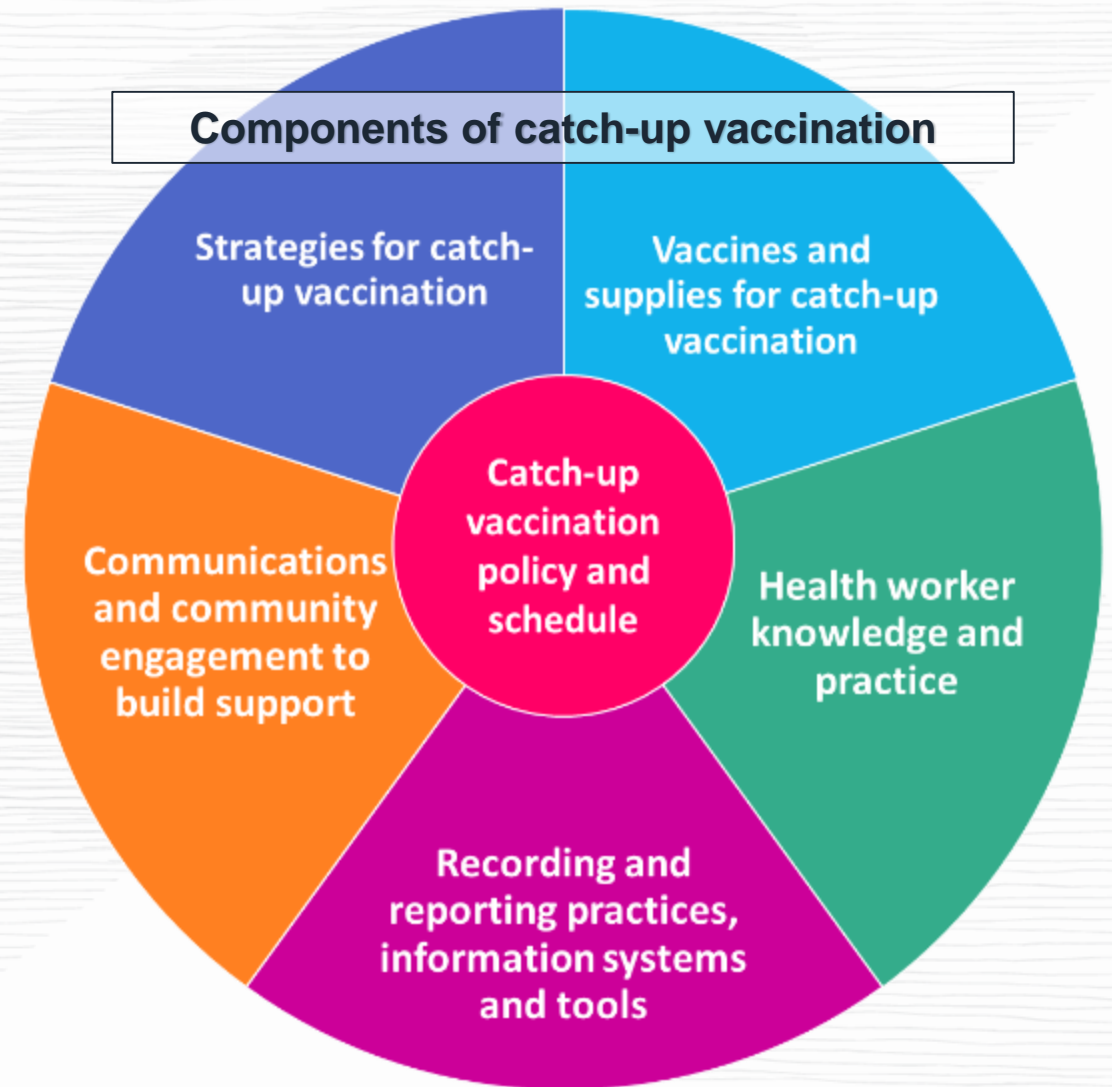 Components of catch-up vaccination
Strategies for catch-
up vaccination
Vaccines and
supplies for catch-up
vaccination
Catch-up
vaccination
policy and
schedule
Communications
and community
engagement to
build support
Health worker
knowledge and
practice
Recording and
reporting practices,
information systems
and tools